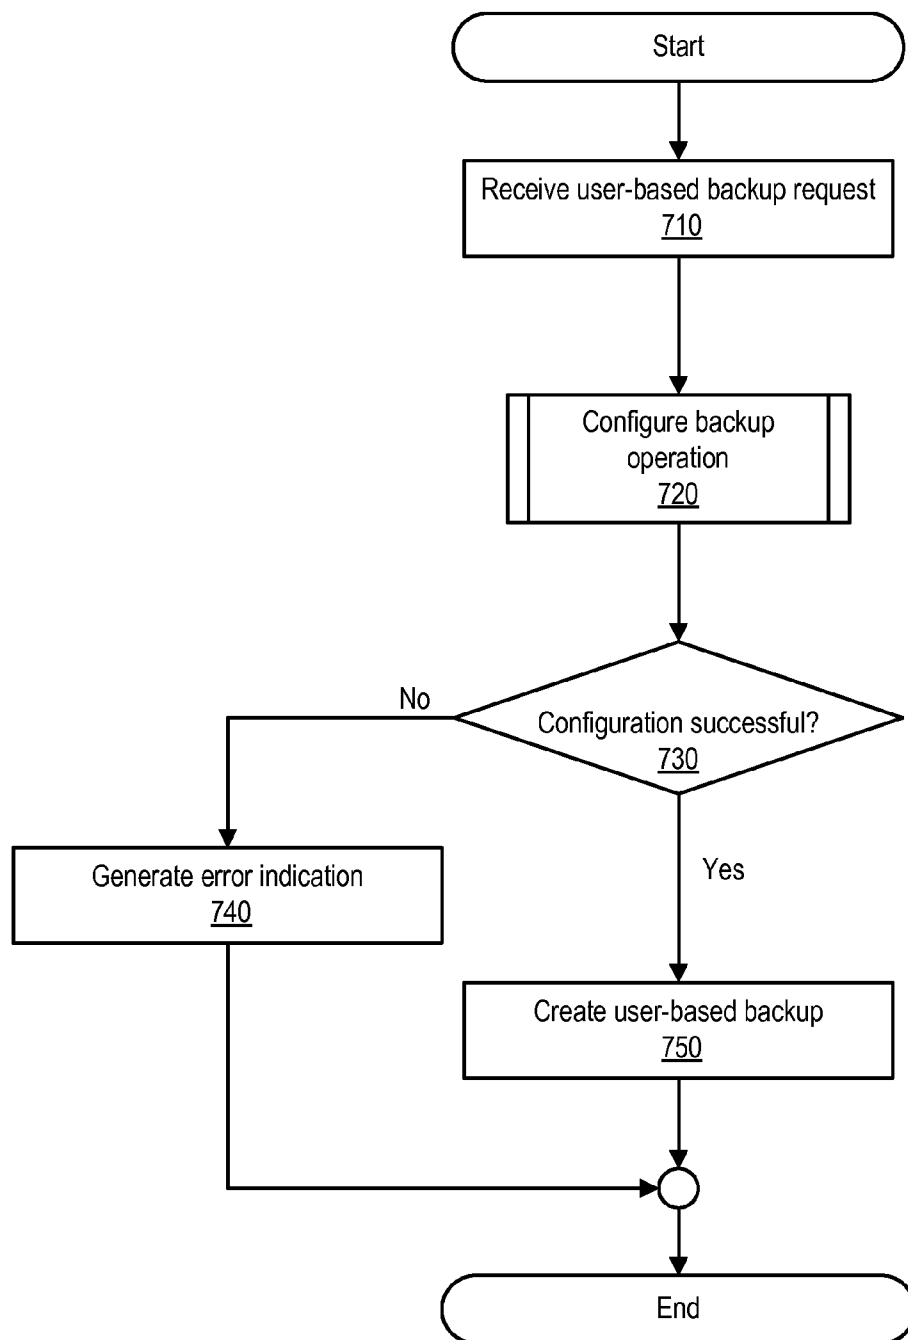 Start
Receive user-based backup request
710
Configure backup
operation
720
No
Configuration successful?
730
Generate error indication
740
Yes
Create user-based backup
750
End